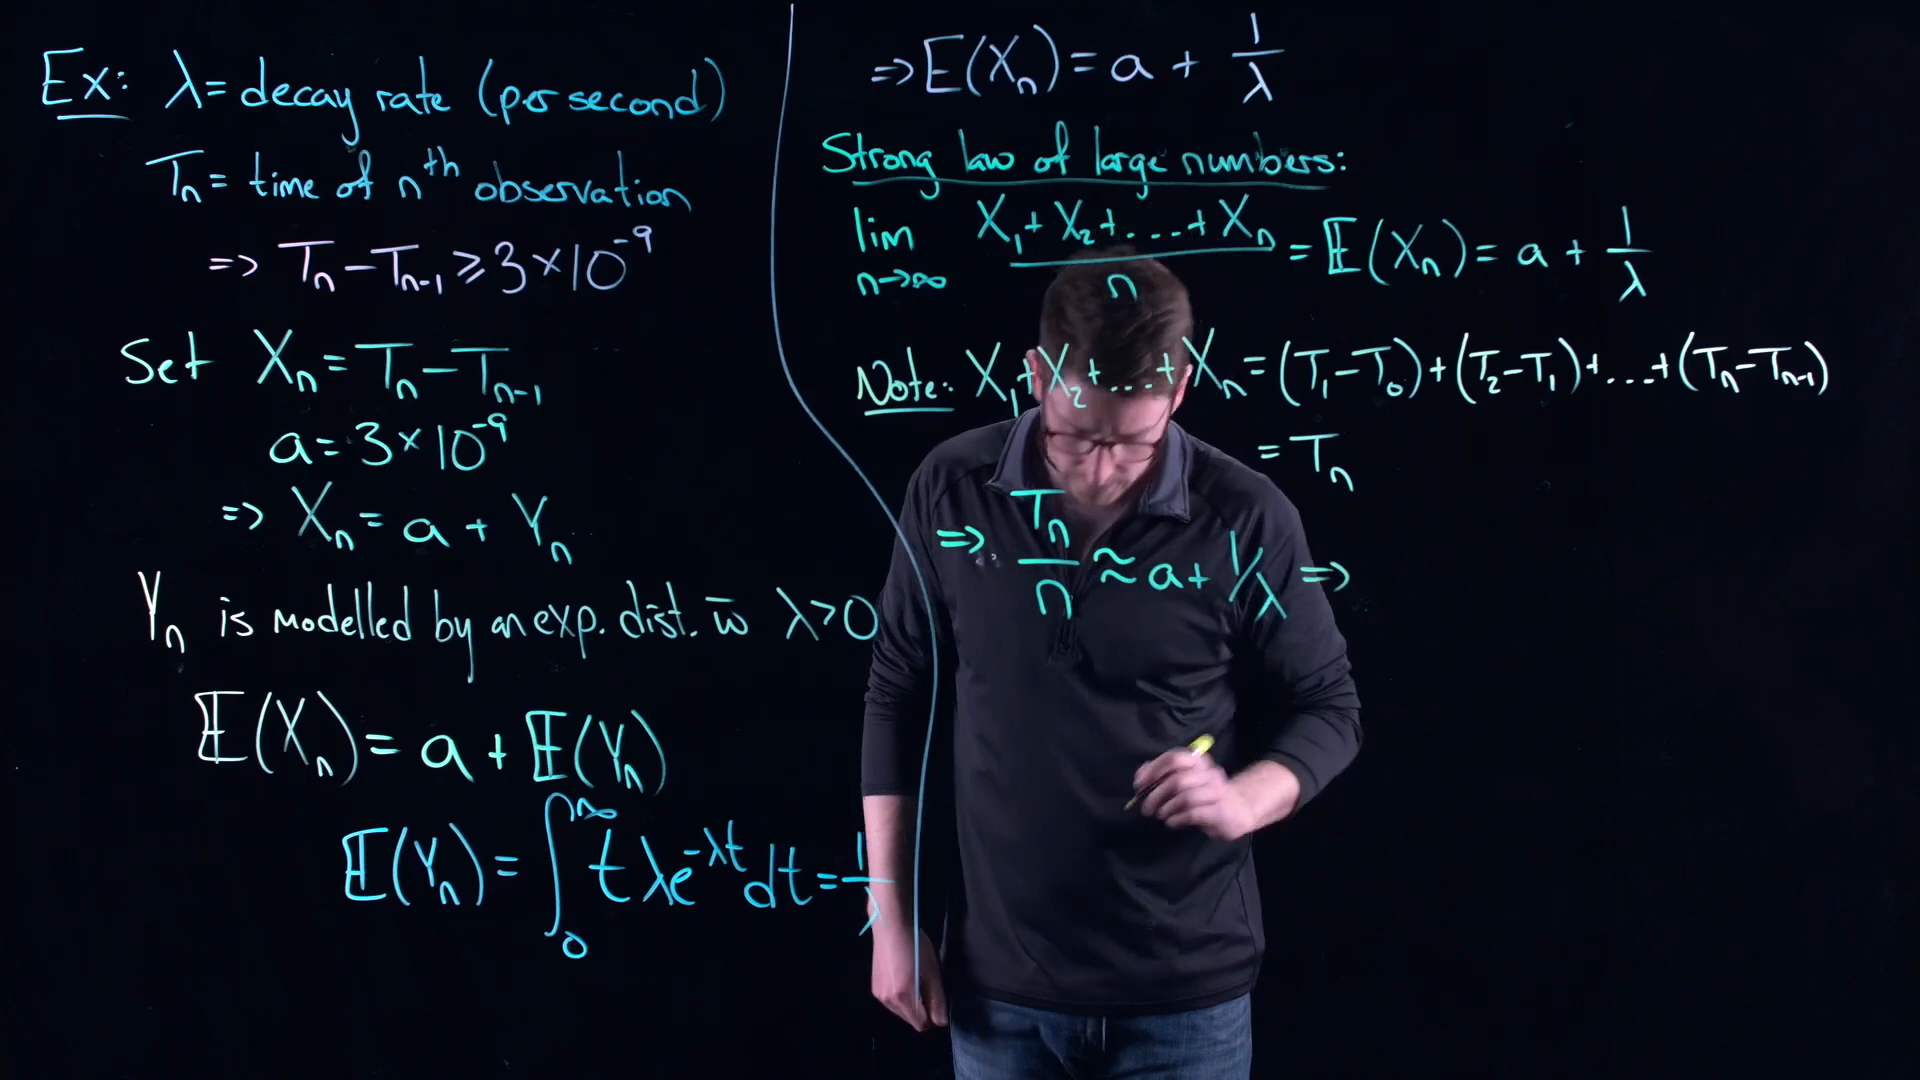 Ex: λ = decay rate (per second)
Tₙ = time of nᵗʰ observation
⇒ Tₙ − Tₙ₋₁ ≥ 3 × 10⁻⁹
Set Xₙ = Tₙ − Tₙ₋₁
a = 3 × 10⁻⁹
⇒ Xₙ = a + Yₙ
Yₙ is modelled by an exp. dist. w̅ λ > 0
𝔼(Xₙ) = a + 𝔼(Yₙ)
𝔼(Yₙ) = ∫₀^∞ t λe^{-λt} dt = 1/λ
⇒ 𝔼(Xₙ) = a + 1/λ
Strong law of large numbers:
lim n→∞ (X₁ + X₂ + ... + Xₙ)/n = 𝔼(Xₙ) = a + 1/λ
Note: X₁ + X₂ + ... + Xₙ = (T₁ − T₀) + (T₂ − T₁) + ... + (Tₙ − Tₙ₋₁)
= Tₙ
⇒ Tₙ/n ≈ a + 1/λ ⇒